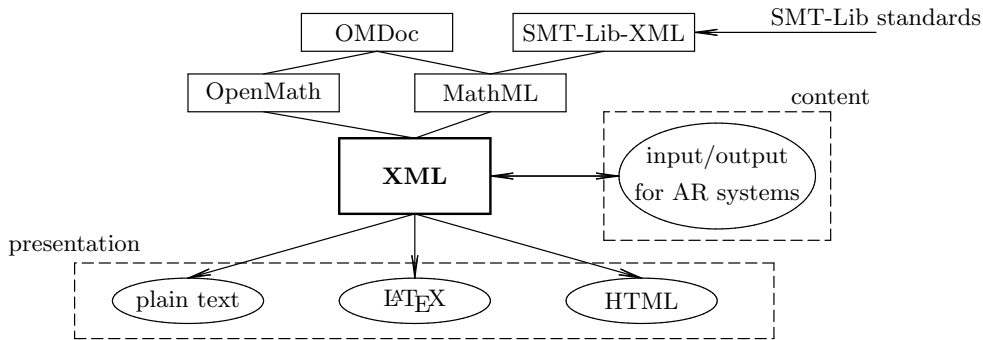 SMT-Lib standards
OMDoc
SMT-Lib-XML
OpenMath
MathML
content
XML
input/output
for AR systems
presentation
plain text
LATEX
HTML